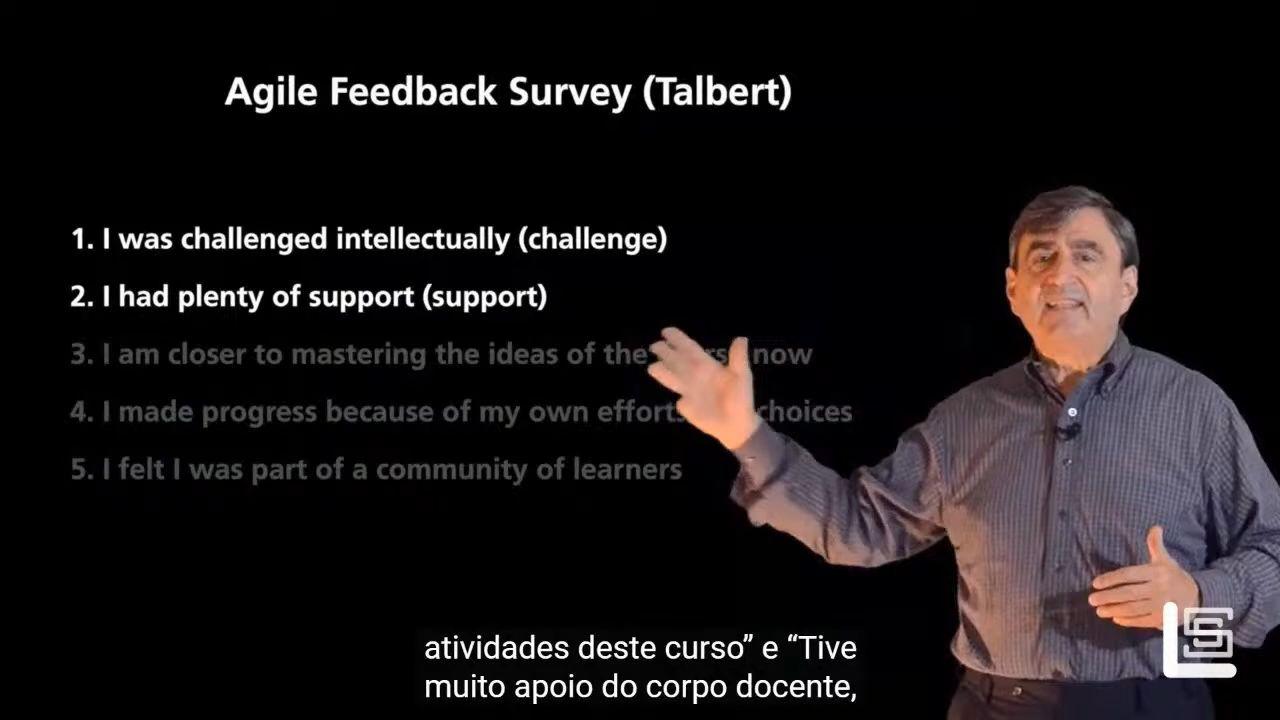 Agile Feedback Survey (Talbert)
1. I was challenged intellectually (challenge)
2. I had plenty of support (support)
3. I am closer to mastering the ideas of the now
4. I made progress because of my own choices
5. I felt I was part of a community of learners
atividades deste curso” e “Tive
muito apoio do corpo docente,